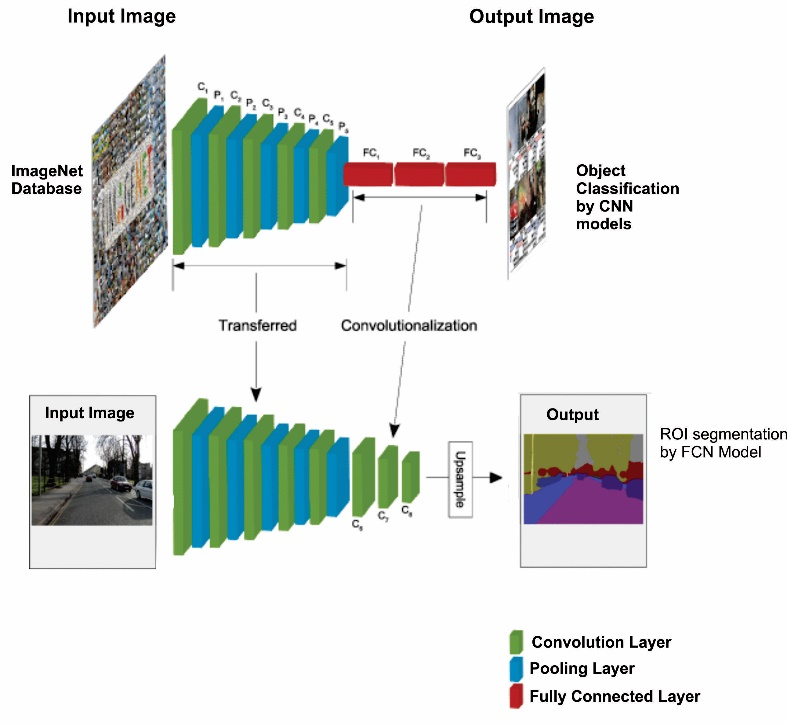 Input Image
Output Image
C₁ P₁ C₂ P₂ C₃ P₃ C₄ P₄ C₅ P₅
FC₁ FC₂ FC₃
ImageNet
Database
IMAGENET
Object
Classification
by CNN
models
Transferred
Convolutionalization
Input Image
C₆ C₇ C₈
Upsample
Output
ROI segmentation
by FCN Model
Convolution Layer
Pooling Layer
Fully Connected Layer